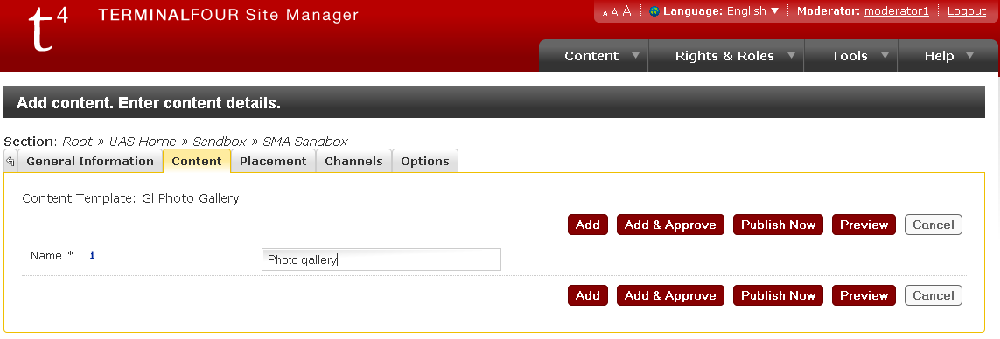 t4 TERMINALFOUR Site Manager
A A A Language: English Moderator: moderator1 Logout
Content Rights & Roles Tools Help
Add content. Enter content details.
Section: Root » UAS Home » Sandbox » SMA Sandbox
General Information Content Placement Channels Options
Content Template: Gl Photo Gallery
Add Add & Approve Publish Now Preview Cancel
Name * i Photo gallery
Add Add & Approve Publish Now Preview Cancel